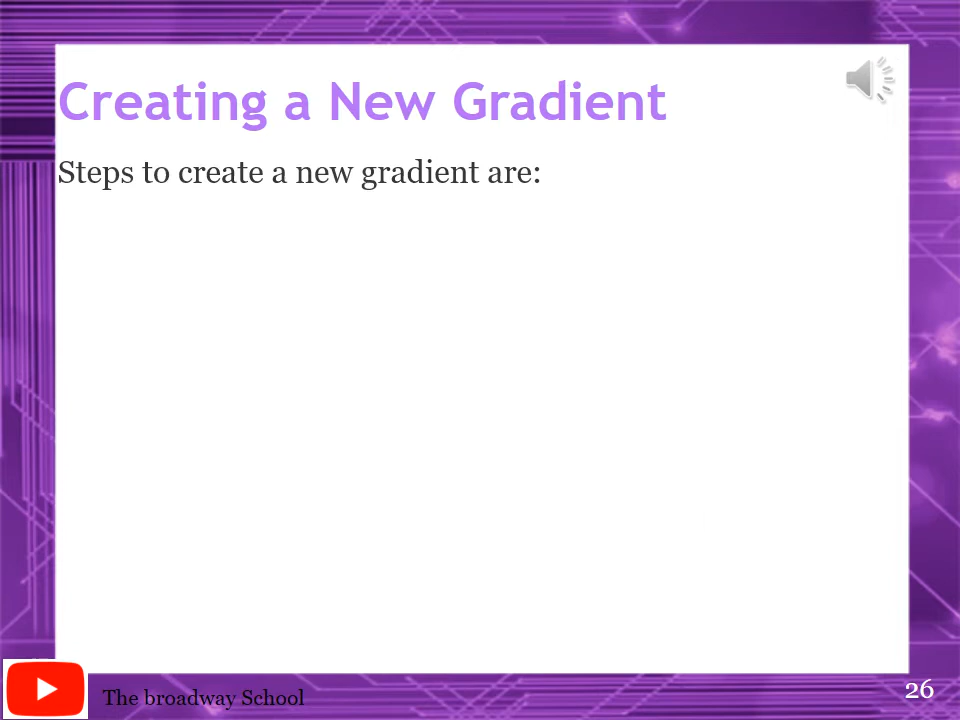 Creating a New Gradient
Steps to create a new gradient are:
The broadway School
26